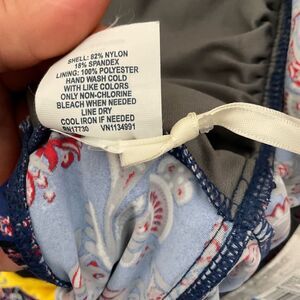 SHELL: 82% NYLON
18% SPANDEX
LINING: 100% POLYESTER
HAND WASH COLD
WITH LIKE COLORS
ONLY NON-CHLORINE
BLEACH WHEN NEEDED
LINE DRY
COOL IRON IF NEEDED
RN17730 VN1134991